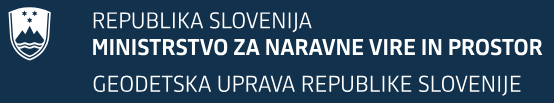 REPUBLIKA SLOVENIJA
MINISTRSTVO ZA NARAVNE VIRE IN PROSTOR
GEODETSKA UPRAVA REPUBLIKE SLOVENIJE